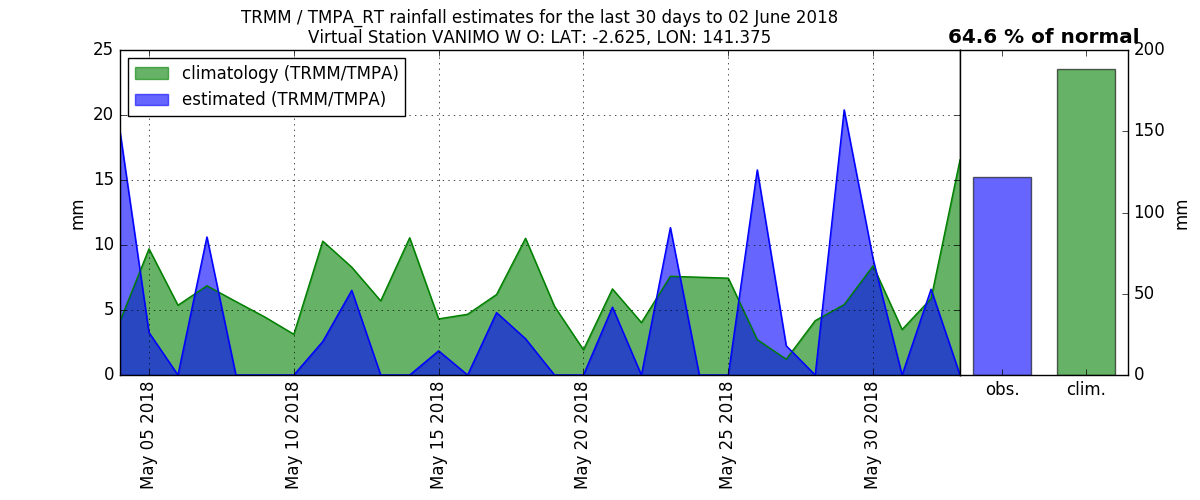 TRMM / TMPA_RT rainfall estimates for the last 30 days to 02 June 2018
Virtual Station VANIMO W O: LAT: -2.625, LON: 141.375
64.6 % of normal
climatology (TRMM/TMPA)
estimated (TRMM/TMPA)
25
20
15
10
5
0
mm
May 05 2018
May 10 2018
May 15 2018
May 20 2018
May 25 2018
May 30 2018
obs.
clim.
200
150
100
50
0
mm